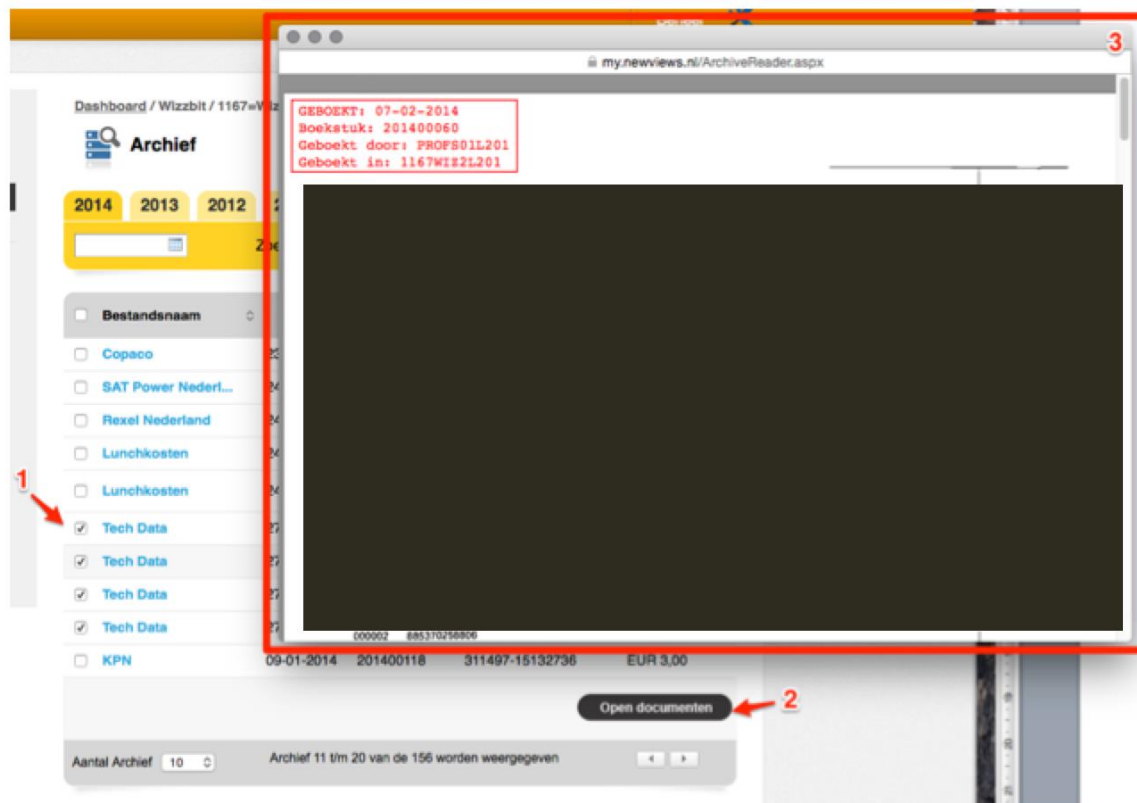 3
my.newviews.nl/ArchiveReader.aspx
Dashboard / Wizzbit / 1167=Wiz
Archief
GEBOEKT: 07-02-2014
Boekstuk: 201400060
Geboekt door: PROFS01L201
Geboekt in: 1167WIZ2L201
2014 2013 2012
Bestandsnaam
Copaco
SAT Power Nederl...
Rexel Nederland
Lunchkosten
1
Lunchkosten
Tech Data
Tech Data
Tech Data
Tech Data
000002 885370258806
KPN 09-01-2014 201400118 311497-15132736 EUR 3,00
Open documenten 2
Aantal Archief 10 Archief 11 t/m 20 van de 156 worden weergegeven